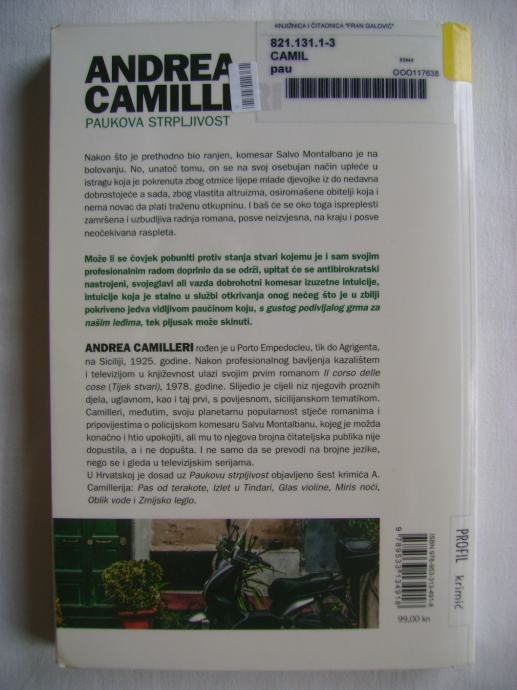 KNJIŽNICA I ČITAONICA "FRAN GALOVIĆ"
821.131.1-3
CAMIL
pau
OOO117638
ANDREA
CAMILLERI
PAUKOVA STRPLJIVOST
Nakon što je prethodno bio ranjen, komesar Salvo Montalbano je na
bolovanju. No, unatoč tomu, on se na svoj osebujan način upleće u
istragu koja je pokrenuta zbog otmice lijepe mlade djevojke iz do nedavna
dobrostojeće a sada, zbog vlastita altruizma, osiromašene obitelji koja i
nema novac da plati traženu otkupninu. I baš će se oko toga ispreplesti
zamršena i uzbudljiva radnja romana, posve neizvjesna, na kraju i posve
neočekivana raspleta.
Može li se čovjek pobuniti protiv stanja stvari kojemu je i sam svojim
profesionalnim radom doprinio da se održi, upitat će se antibirokratski
nastrojeni, svojeglavi ali vazda dobrohotni komesar izuzetne intuicije,
intuicije koja je stalno u službi otkrivanja onog nečeg što je u zbilji
pokriveno jedva vidljivom paučinom koju, s gustog podivljalog grma za
našim leđima, tek pljusak može skinuti.
ANDREA CAMILLERI rođen je u Porto Empedocleu, tik do Agrigenta,
na Siciliji, 1925. godine. Nakon profesionalnog bavljenja kazalištem
i televizijom u književnost ulazi svojim prvim romanom Il corso delle
cose (Tijek stvari), 1978. godine. Slijedio je cijeli niz njegovih proznih
djela, uglavnom, kao i taj prvi, s povijesnom, sicilijanskom tematikom.
Camilleri, međutim, svoju planetarnu popularnost stječe romanima i
pripovijestima o policijskom komesaru Salvu Montalbanu, kojeg je možda
konačno i htio upokojiti, ali mu to njegova brojna čitateljska publika nije
dopustila, a i ne dopušta. I ne samo da se prevodi na brojne jezike,
nego se i gleda u televizijskim serijama.
U Hrvatskoj je dosad uz Paukovu strpljivost objavljeno šest krimića A.
Camillerija: Pas od terakote, Izlet u Tindari, Glas violine, Miris noći,
Oblik vode i Zmijsko leglo.
ISBN 978-953-313-491-8
9789533134918
99,00 kn
PROFIL krimić